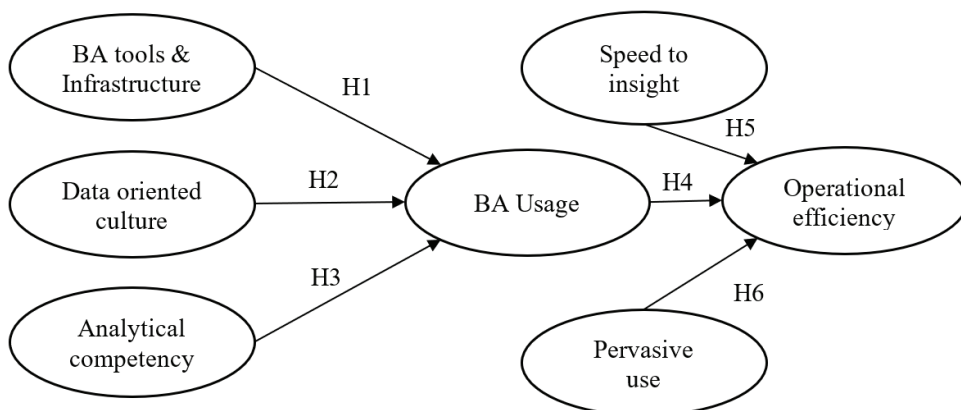 BA tools &
Infrastructure
H1
Data oriented
culture
H2
Analytical
competency
H3
BA Usage
H4
Speed to
insight
H5
Operational
efficiency
Pervasive
use
H6